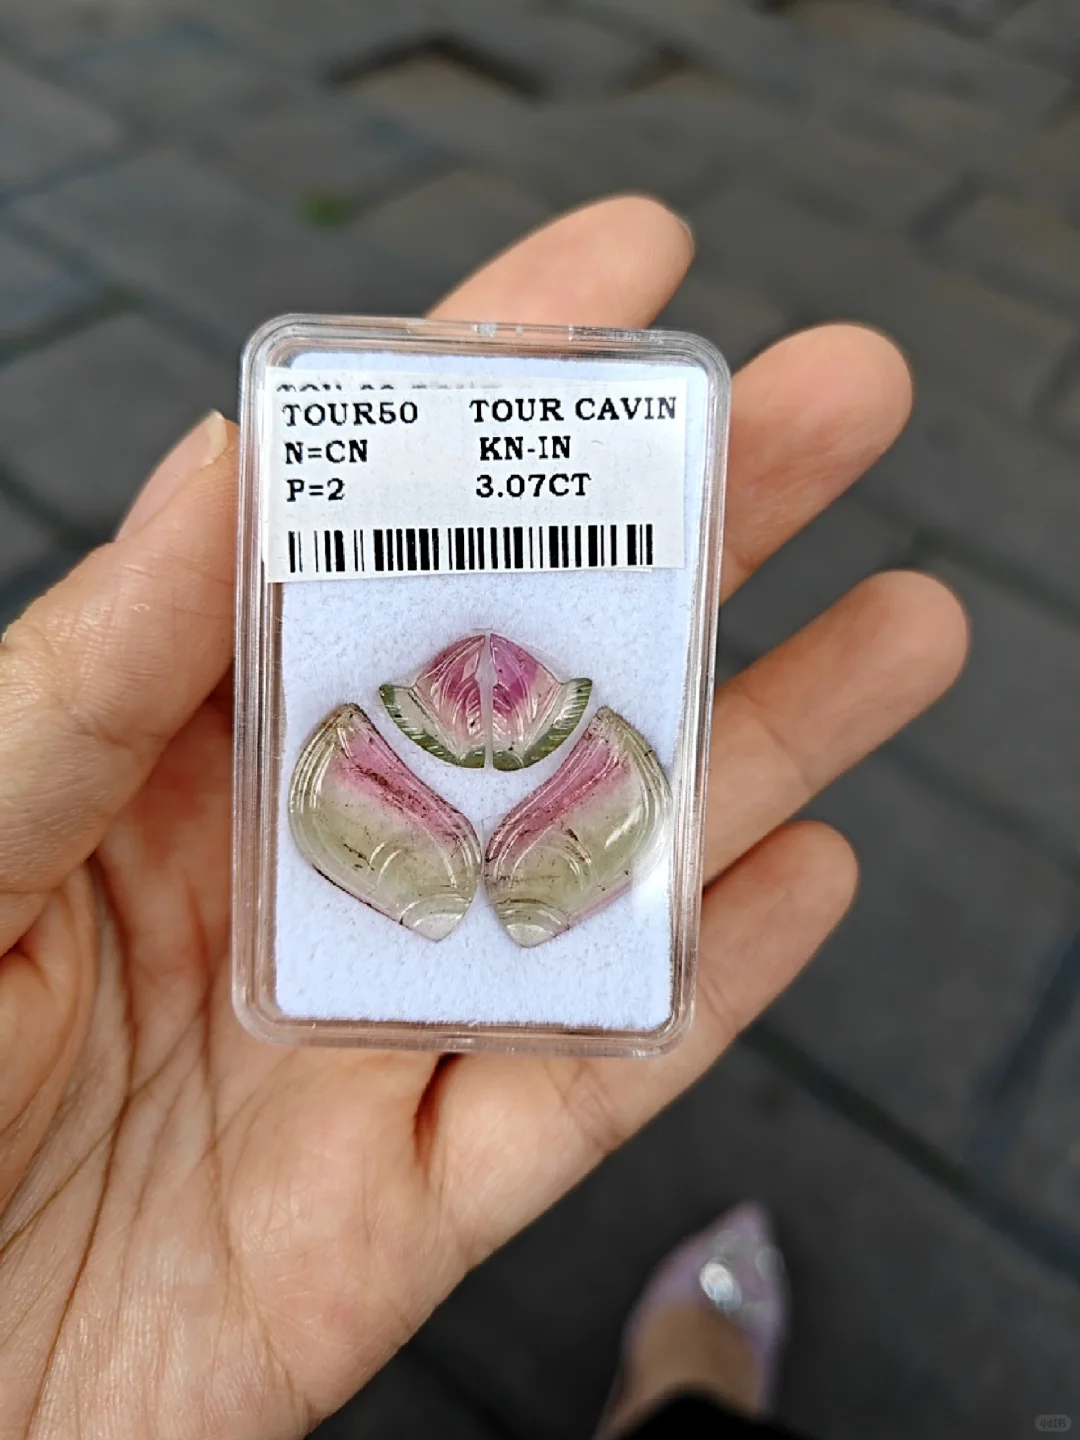 TOUR50 TOUR CAVIN
N=CN KN-IN
P=2 3.07CT